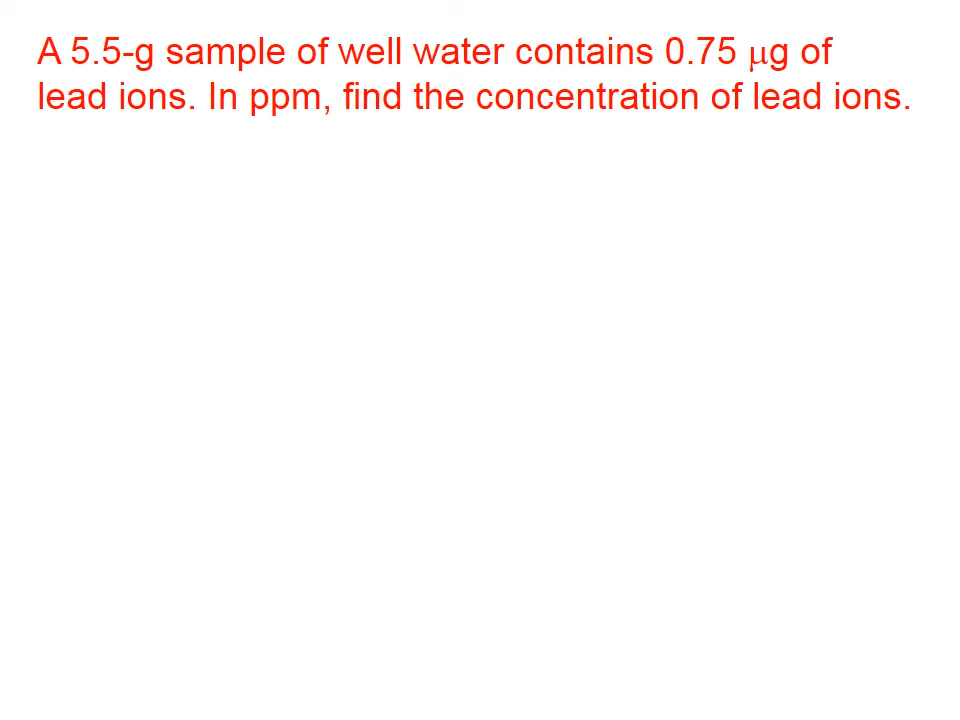 A 5.5-g sample of well water contains 0.75 μg of
lead ions. In ppm, find the concentration of lead ions.